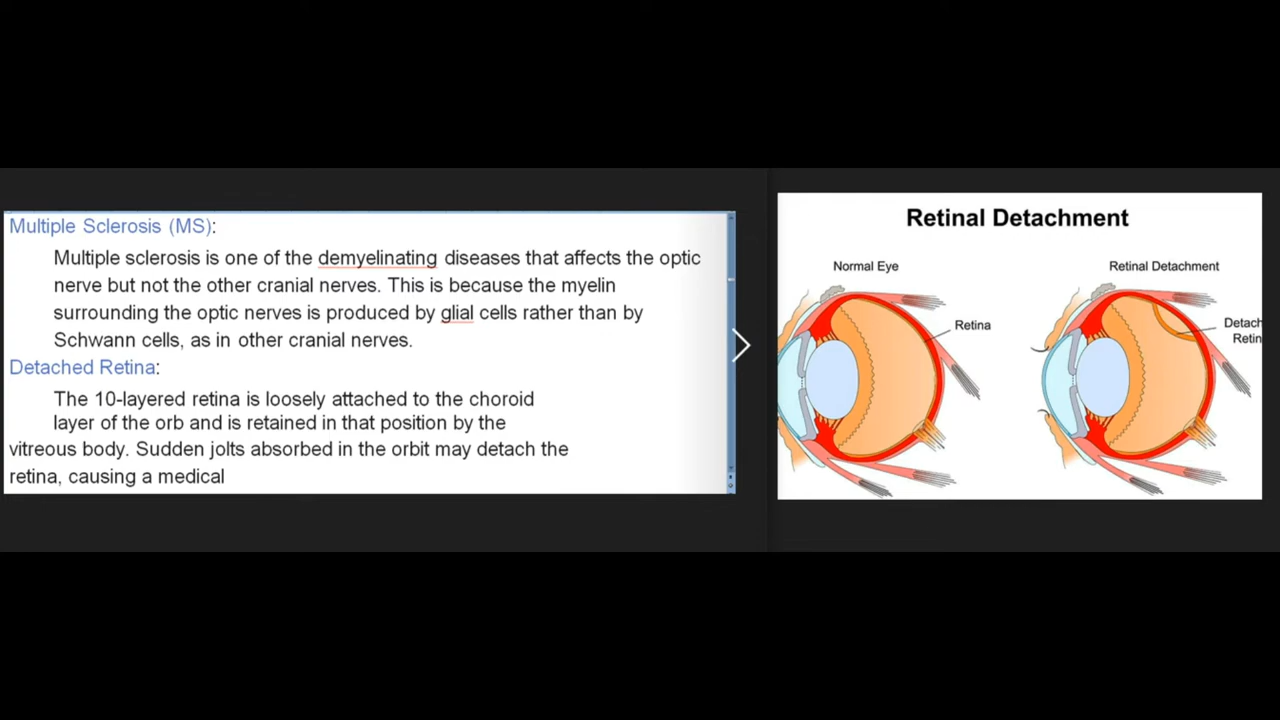 Multiple Sclerosis (MS):
Multiple sclerosis is one of the demyelinating diseases that affects the optic
nerve but not the other cranial nerves. This is because the myelin
surrounding the optic nerves is produced by glial cells rather than by
Schwann cells, as in other cranial nerves.
Detached Retina:
The 10-layered retina is loosely attached to the choroid
layer of the orb and is retained in that position by the
vitreous body. Sudden jolts absorbed in the orbit may detach the
retina, causing a medical
Retinal Detachment
Normal Eye
Retina
Retinal Detachment
Detach
Retin